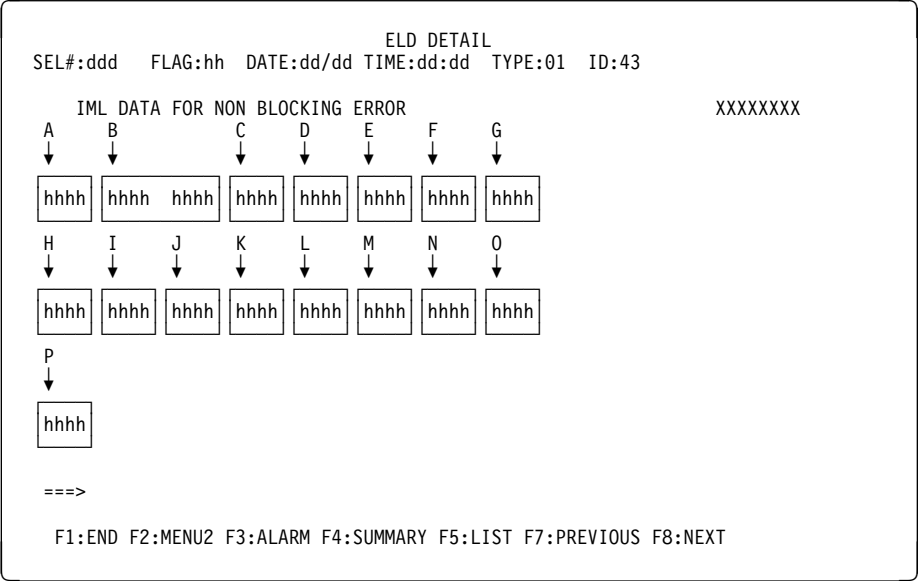 ELD DETAIL
SEL#:ddd FLAG:hh DATE:dd/dd TIME:dd:dd TYPE:01 ID:43
IML DATA FOR NON BLOCKING ERROR XXXXXXXX
A B C D E F G
hhhh hhhh hhhh hhhh hhhh hhhh hhhh hhhh
H I J K L M N O
hhhh hhhh hhhh hhhh hhhh hhhh hhhh hhhh
P
hhhh
===>
F1:END F2:MENU2 F3:ALARM F4:SUMMARY F5:LIST F7:PREVIOUS F8:NEXT